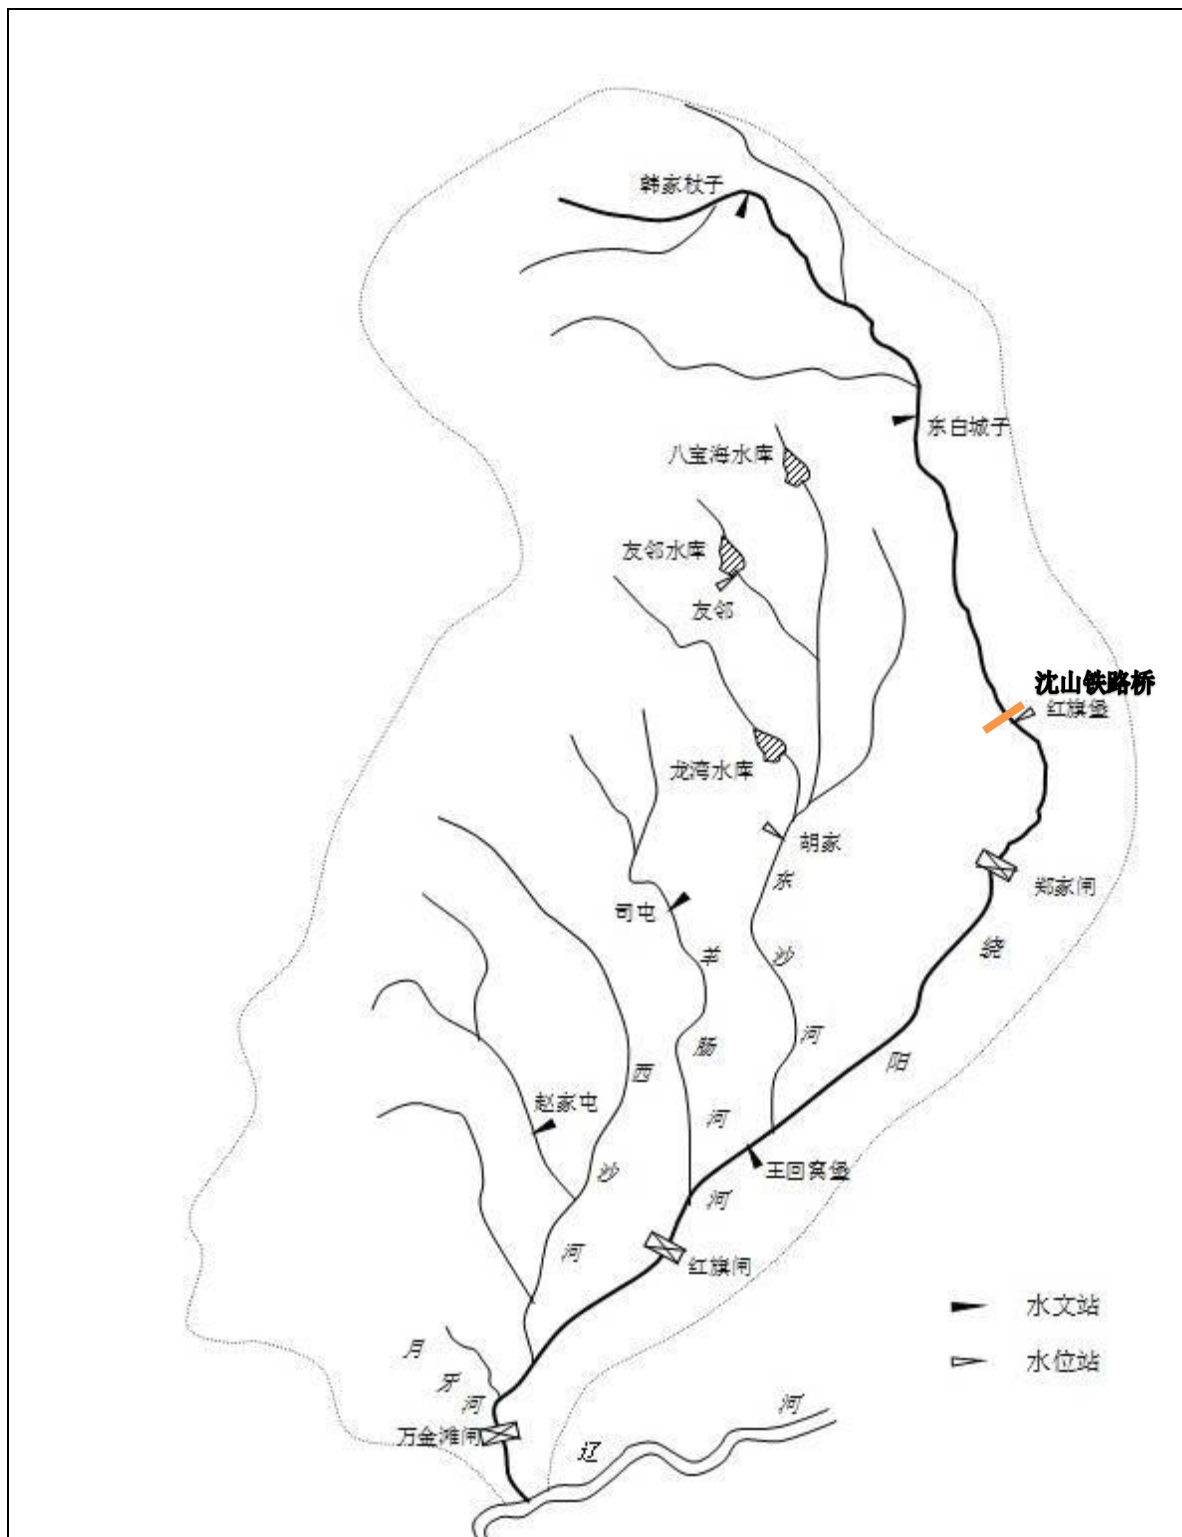 韩家杖子
东白城子
八宝海水库
友邻水库
友邻
沈山铁路桥
红旗堡
龙湾水库
胡家
郑家闸
司屯
东沙河
羊肠河
西沙河
绕阳河
赵家屯
王回窝堡
红旗闸
水文站
水位站
月牙河
万金滩闸
辽河